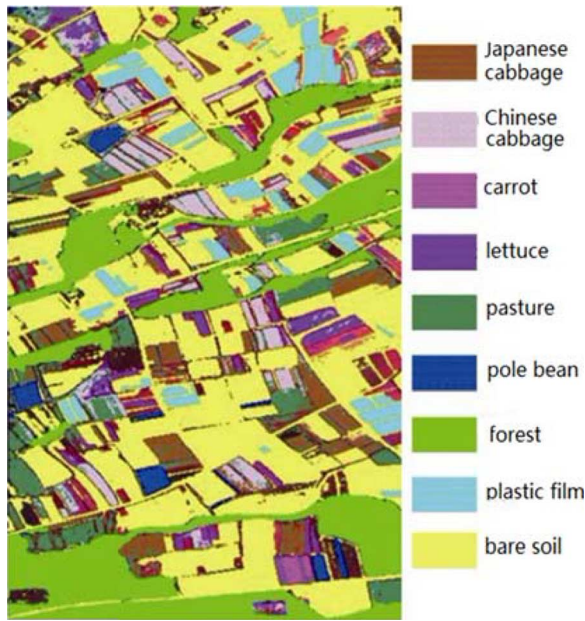 Japanese
cabbage
Chinese
cabbage
carrot
lettuce
pasture
pole bean
forest
plastic film
bare soil